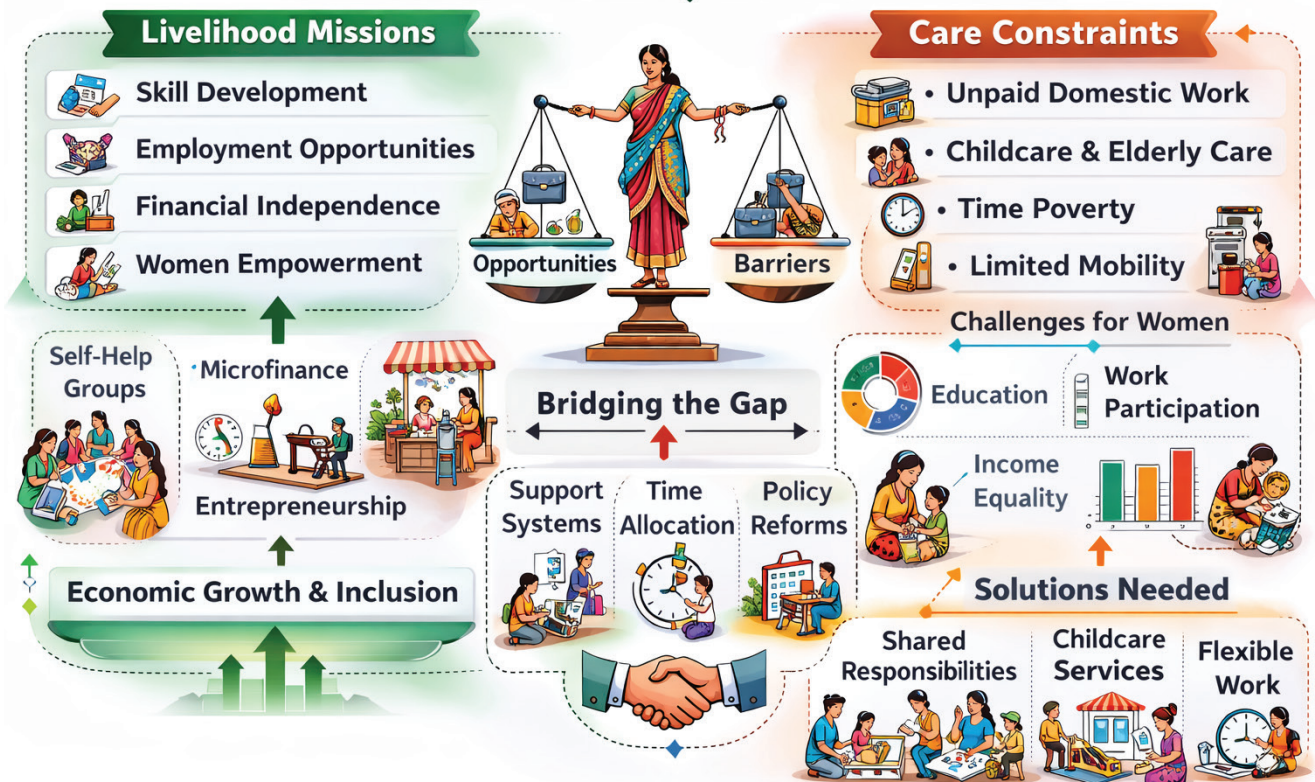 Livelihood Missions
Skill Development
Employment Opportunities
Financial Independence
Women Empowerment
Opportunities
Barriers
Care Constraints
• Unpaid Domestic Work
• Childcare & Elderly Care
• Time Poverty
• Limited Mobility
Self-Help
Groups
Microfinance
Entrepreneurship
Economic Growth & Inclusion
Bridging the Gap
Support
Systems
Time
Allocation
Policy
Reforms
Challenges for Women
Education
Work
Participation
Income
Equality
Solutions Needed
Shared
Responsibilities
Childcare
Services
Flexible
Work